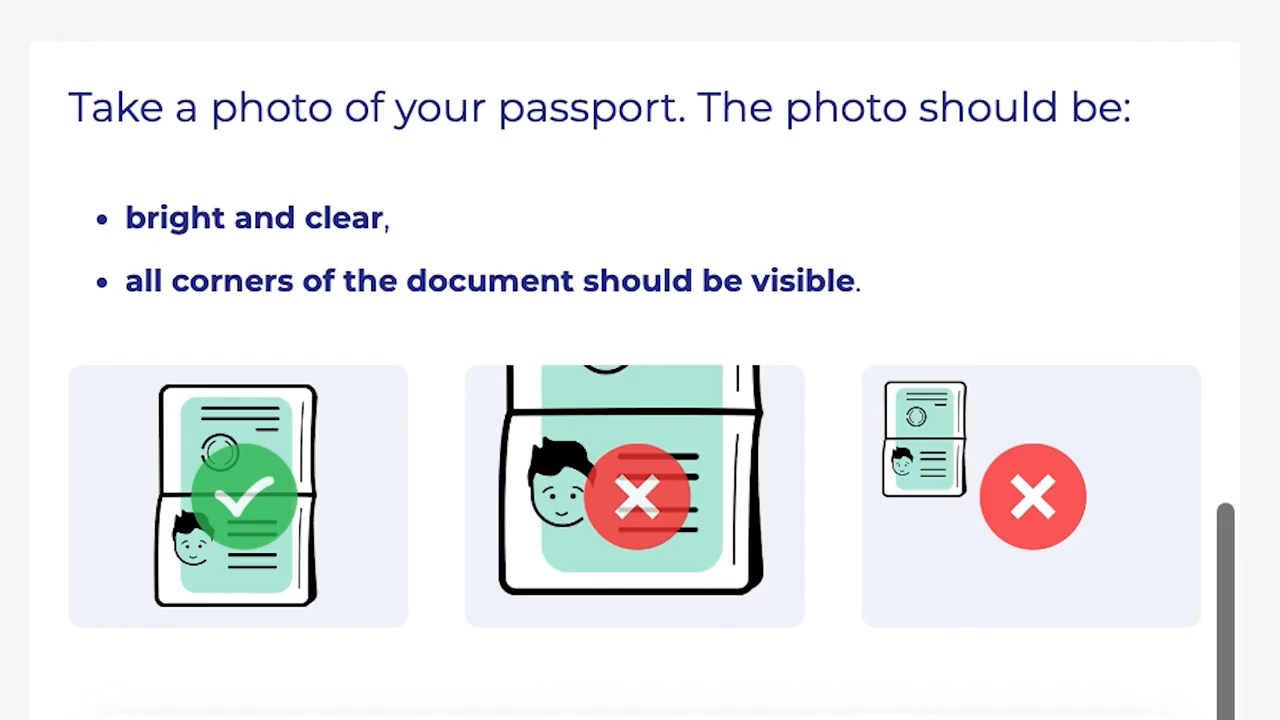 Take a photo of your passport. The photo should be:
bright and clear,
all corners of the document should be visible.